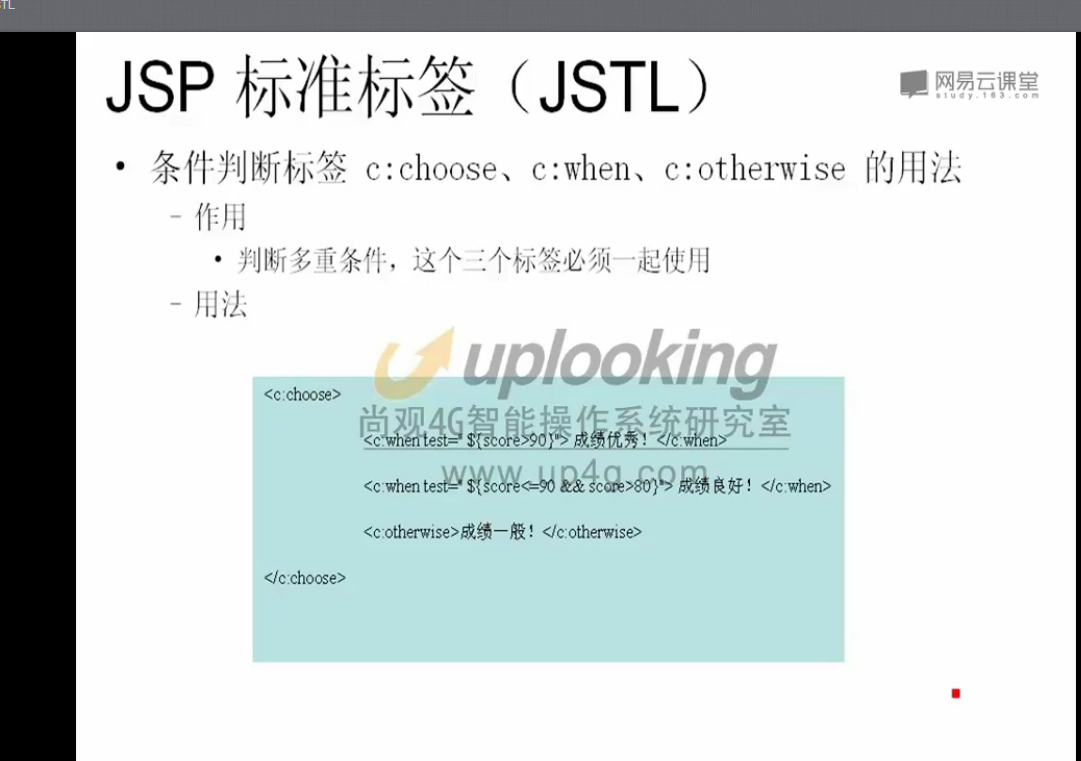 TL
JSP 标准标签（JSTL）
网易云课堂
study.163.com
• 条件判断标签 c:choose、c:when、c:otherwise 的用法
– 作用
• 判断多重条件，这个三个标签必须一起使用
– 用法
uplooking
<c:choose>
尚观4G智能操作系统研究室
<c:when test=" ${score>90}"> 成绩优秀！</c:when>
www.up4g.com
<c:when test=" ${score<=90 && score>80}"> 成绩良好！</c:when>
<c:otherwise>成绩一般！</c:otherwise>
</c:choose>